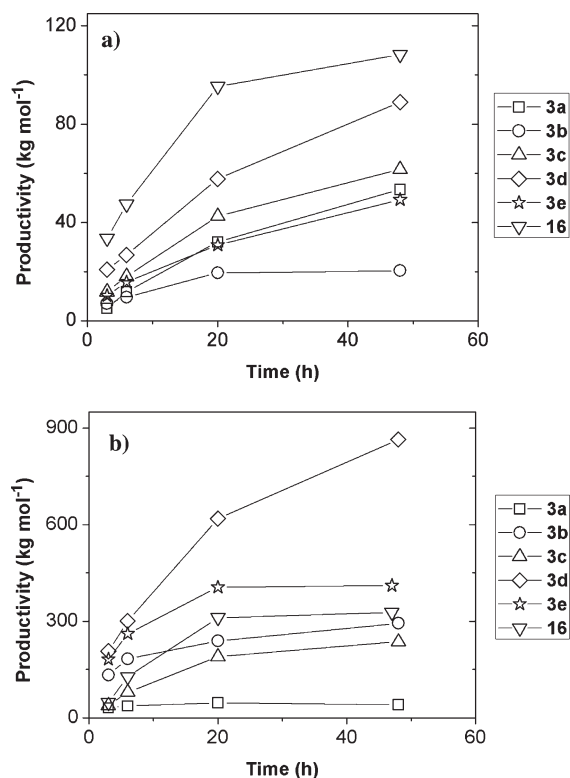 a)
Productivity (kg mol-1)
120
80
40
0
0 20 40 60
Time (h)
3a
3b
3c
3d
3e
16
b)
Productivity (kg mol-1)
900
600
300
0
0 20 40 60
Time (h)
3a
3b
3c
3d
3e
16